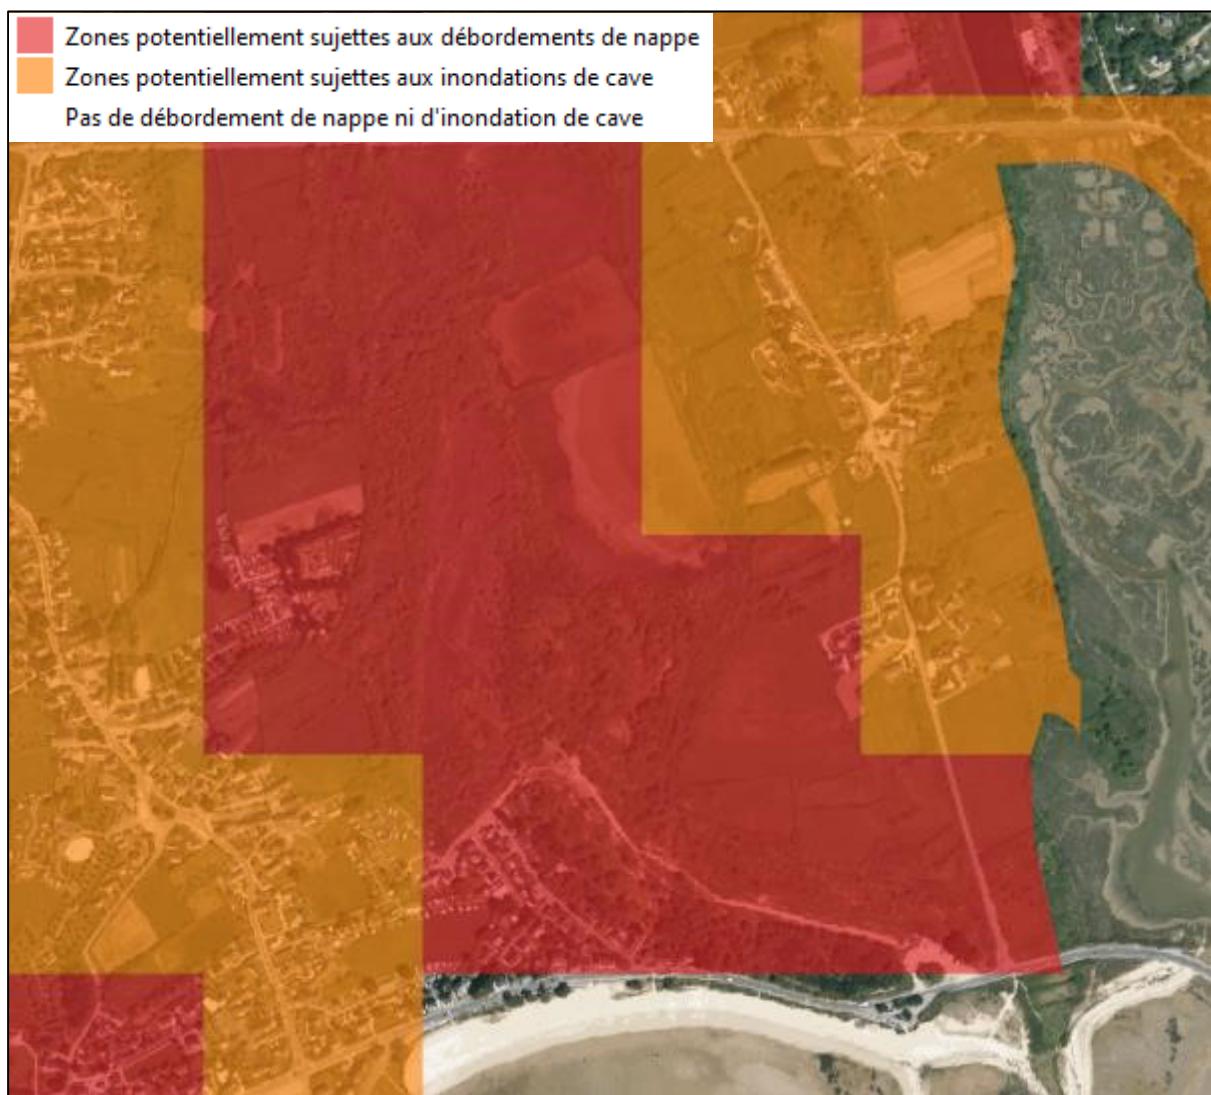 Zones potentiellement sujettes aux débordements de nappe
Zones potentiellement sujettes aux inondations de cave
Pas de débordement de nappe ni d'inondation de cave